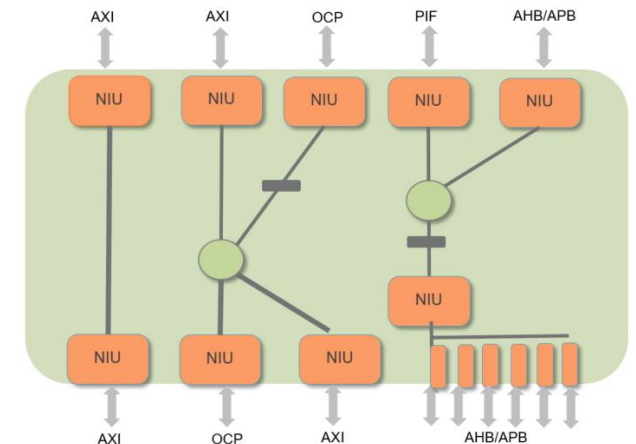 AXI AXI OCP PIF AHB/APB
NIU NIU NIU NIU NIU
NIU
NIU NIU NIU
AXI OCP AXI AHB/APB